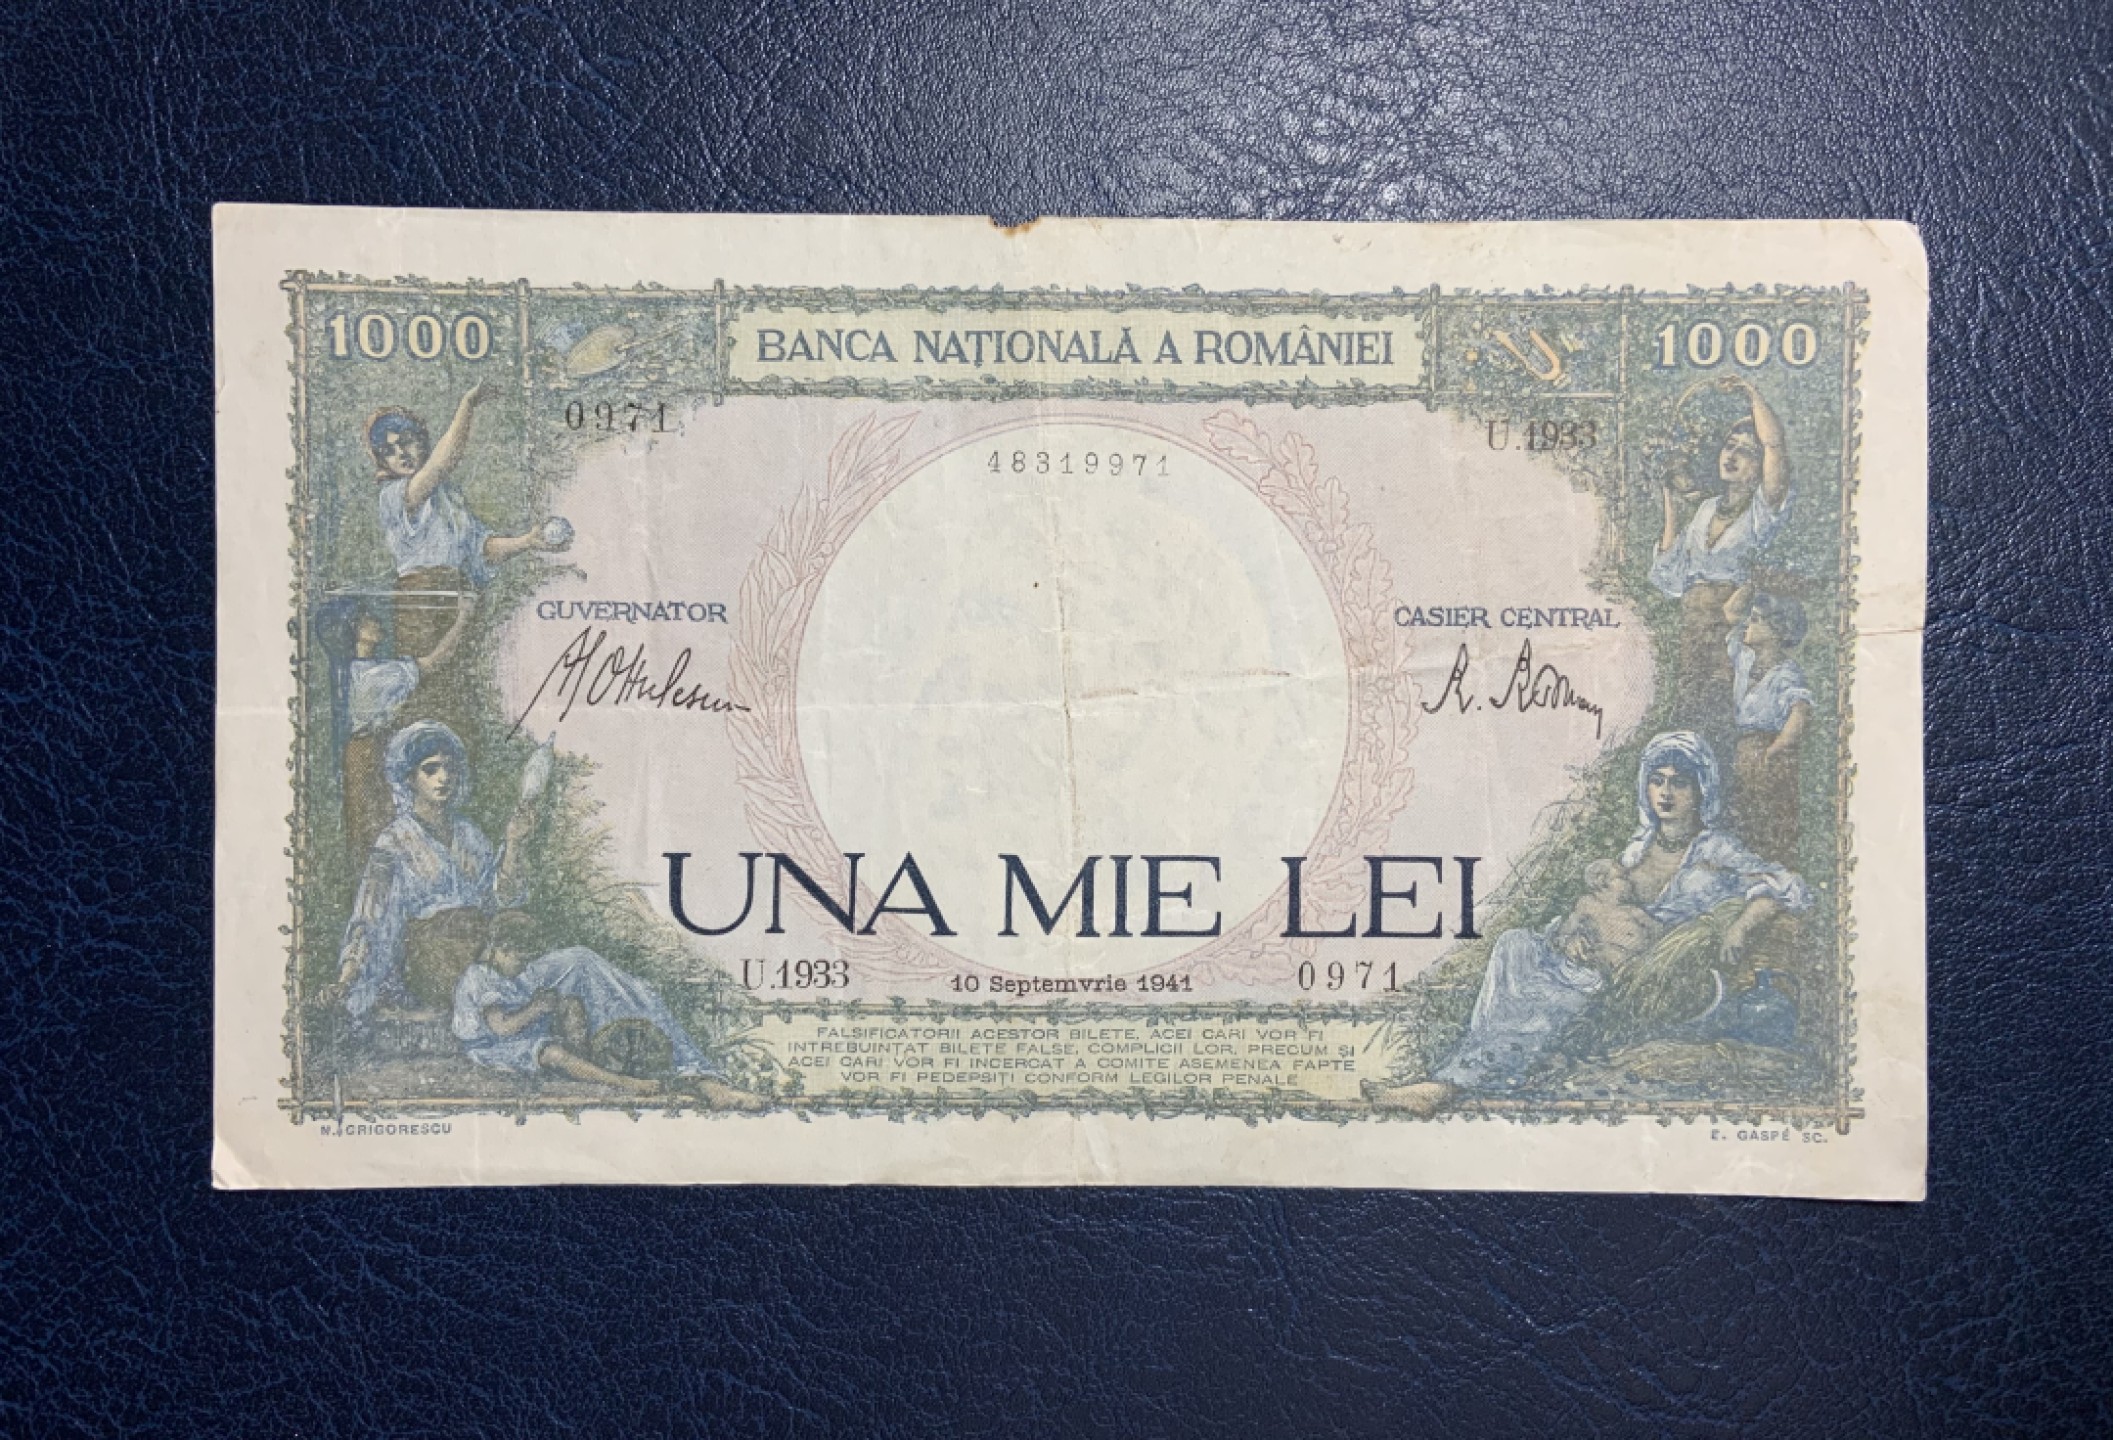 1000
BANCA NAȚIONALĂ A ROMÂNIEI
1000
0971
U.1933
48319971
GUVERNATOR
CASIER CENTRAL
UNA MIE LEI
U.1933
10 Septemvrie 1941
0971
FALSIFICATORII ACESTOR BILETE, ACEI CARI VOR FI
INTREBUINȚAT BILETE FALSE, COMPLICII LOR, PRECUM ȘI
ACEI CARI VOR FI INCERCAT A COMITE ASEMENEA FAPTE
VOR FI PEDEPSIȚI CONFORM LEGILOR PENALE
N. GRIGORESCU
E. GASPÉ SC.